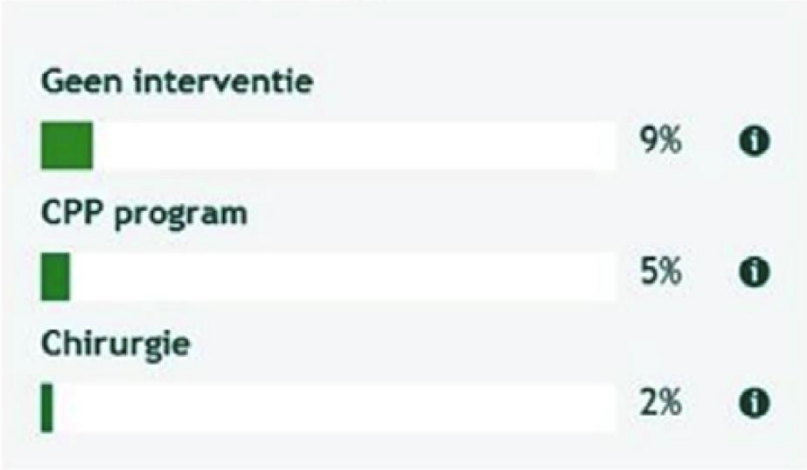 Geen interventie
9%
CPP program
5%
Chirurgie
2%